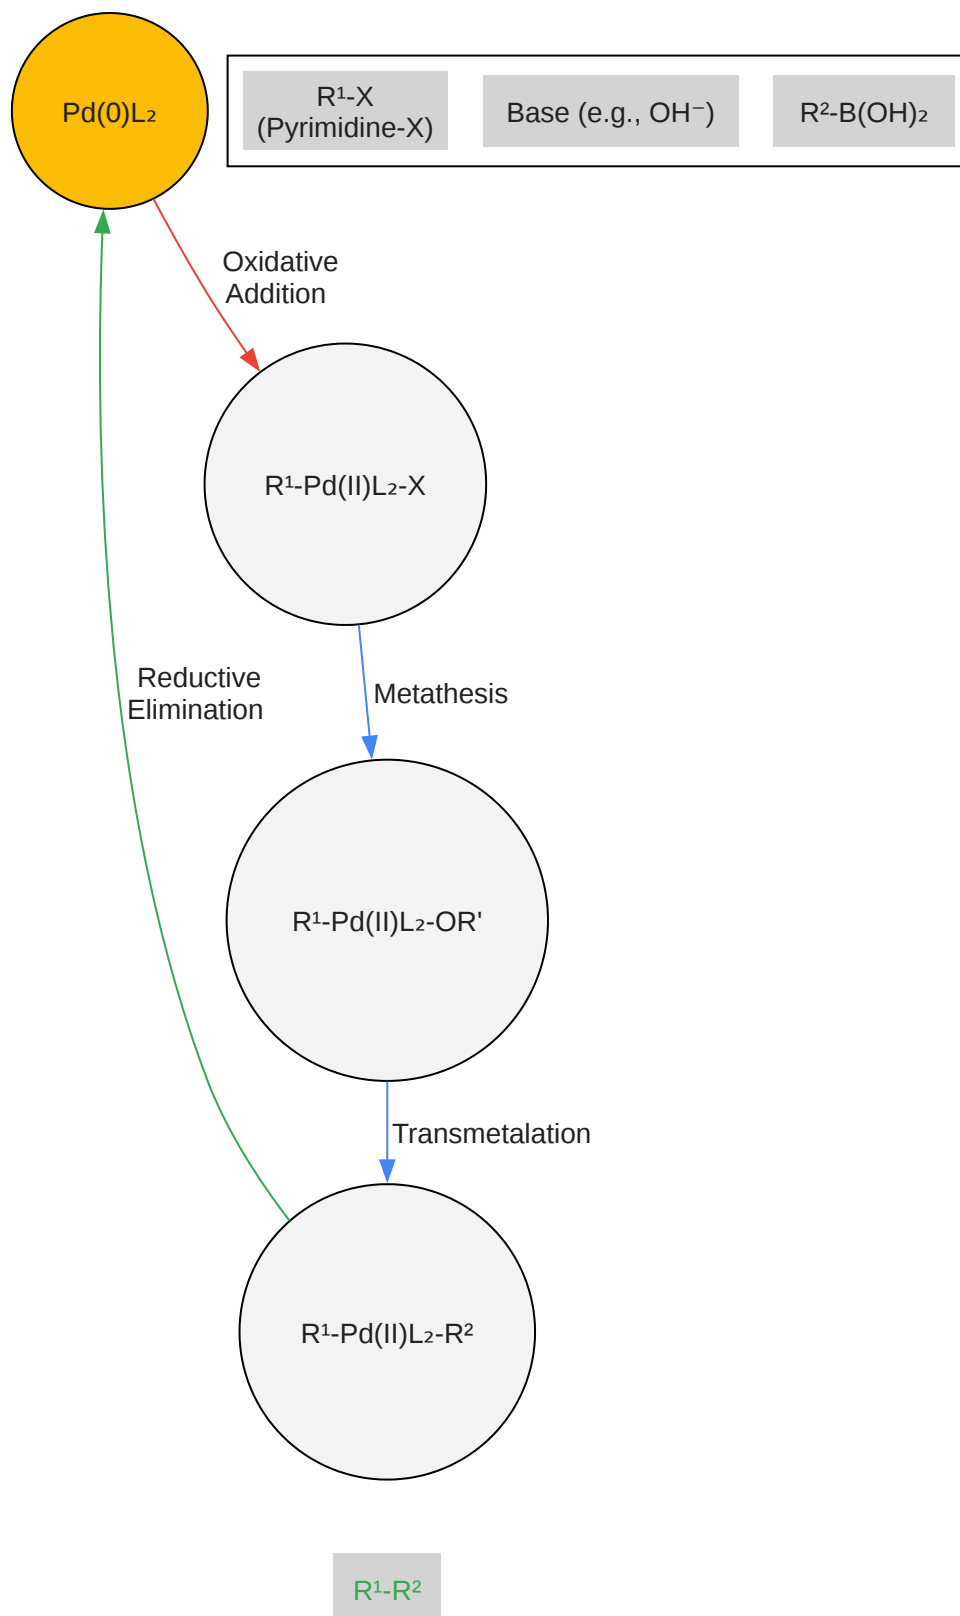 Pd(0)L₂
R¹-X
(Pyrimidine-X)
Base (e.g., OH⁻)
R²-B(OH)₂
Oxidative
Addition
R¹-Pd(II)L₂-X
Reductive
Elimination
Metathesis
R¹-Pd(II)L₂-OR'
Transmetalation
R¹-Pd(II)L₂-R²
R¹-R²